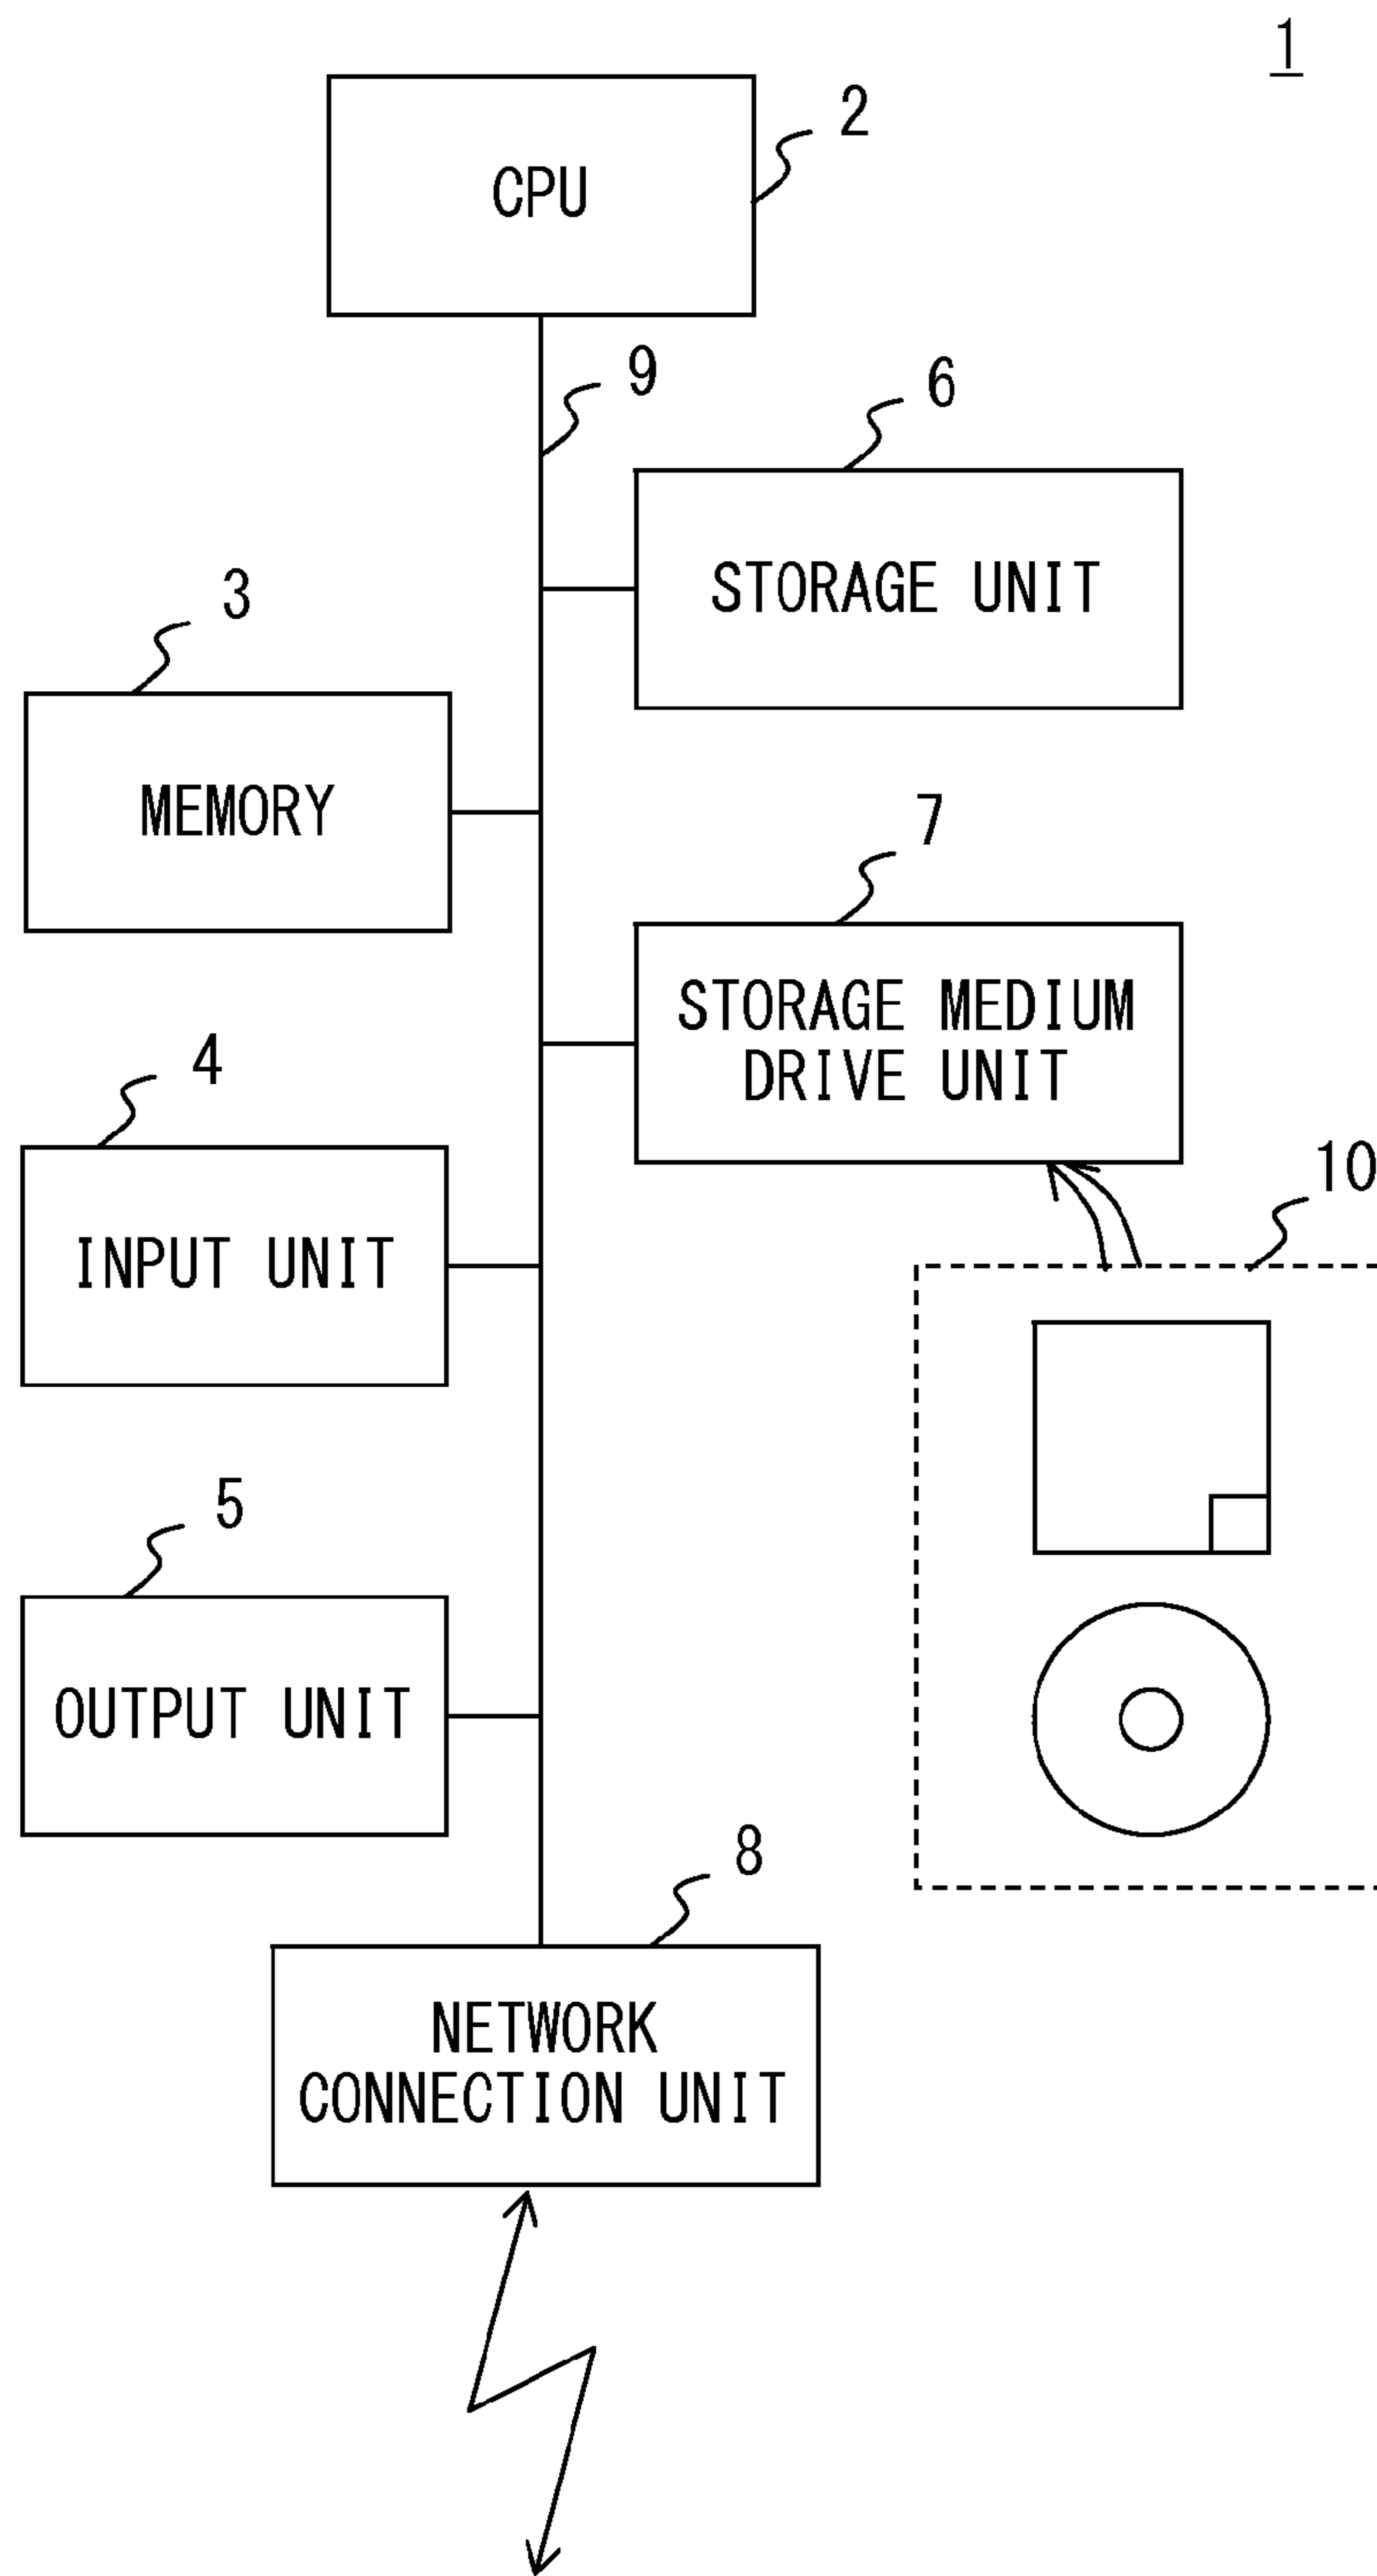 1
2
CPU
9
6
STORAGE UNIT
3
MEMORY
7
STORAGE MEDIUM
DRIVE UNIT
4
INPUT UNIT
10
5
OUTPUT UNIT
8
NETWORK
CONNECTION UNIT